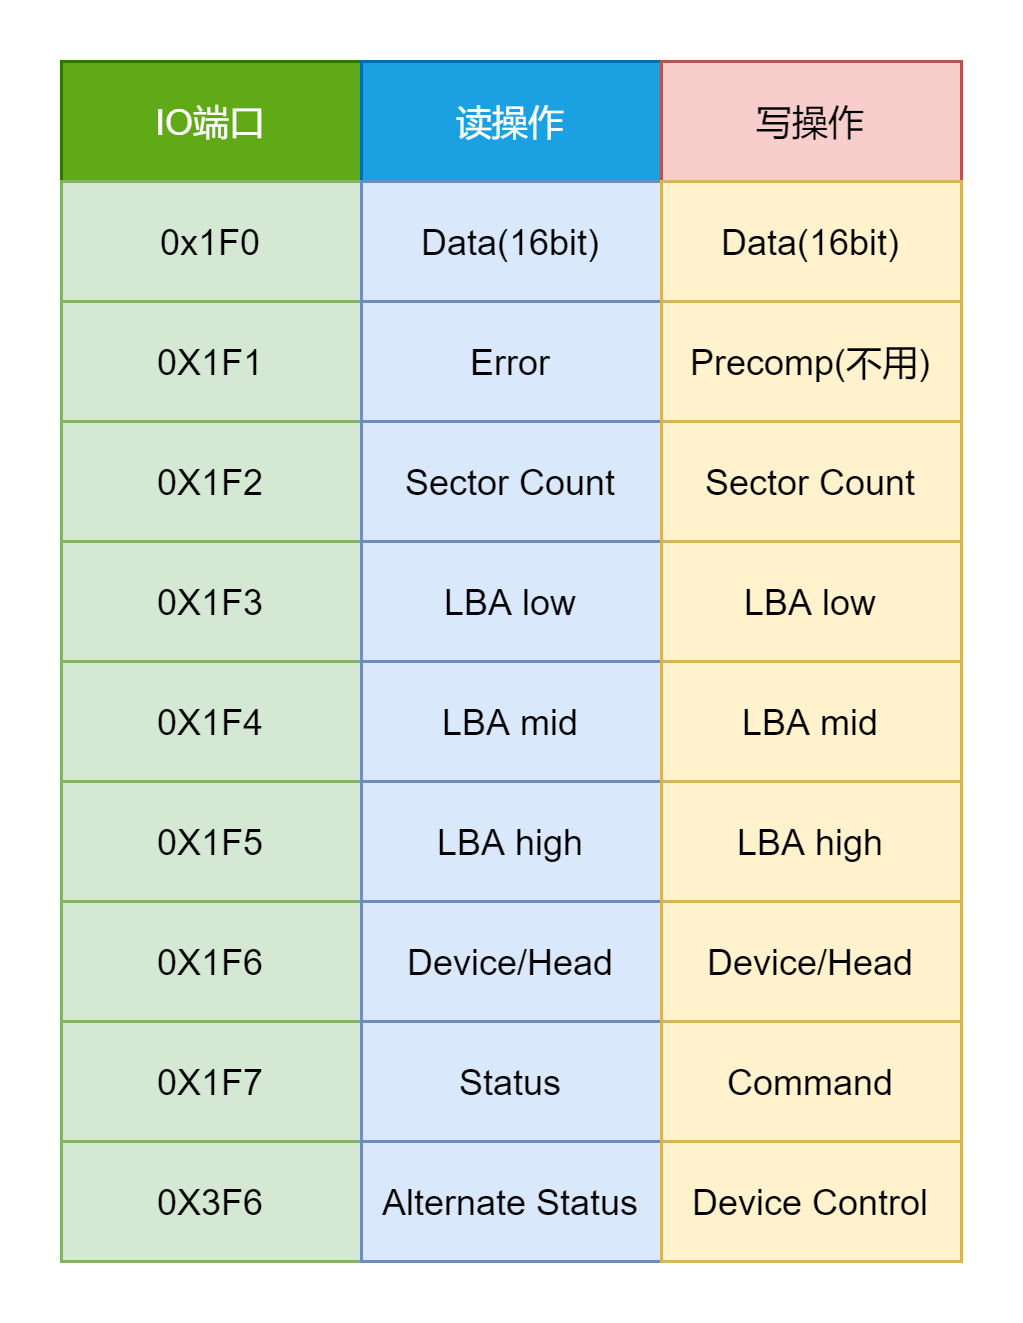 IO端口 读操作 写操作
0x1F0 Data(16bit) Data(16bit)
0X1F1 Error Precomp(不用)
0X1F2 Sector Count Sector Count
0X1F3 LBA low LBA low
0X1F4 LBA mid LBA mid
0X1F5 LBA high LBA high
0X1F6 Device/Head Device/Head
0X1F7 Status Command
0X3F6 Alternate Status Device Control